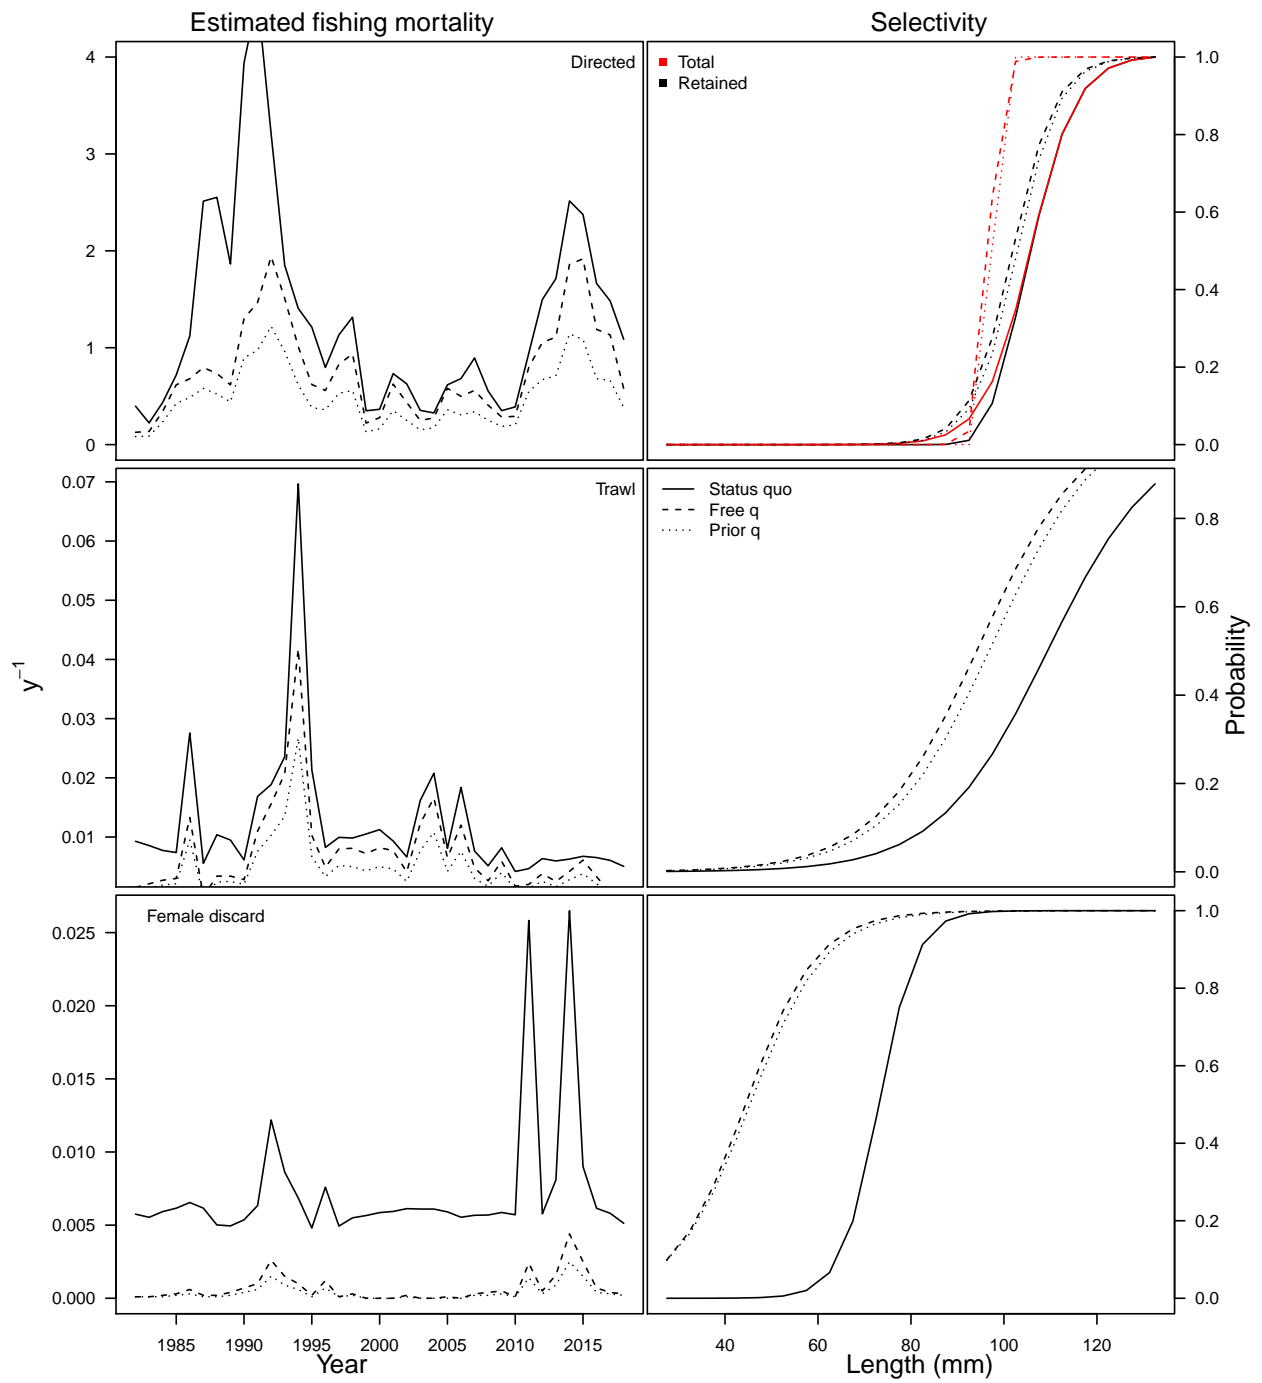 Estimated fishing mortality
Selectivity
Directed
Total
Retained
4
3
2
1
0
1.0
0.8
0.6
0.4
0.2
0.0
Trawl
Status quo
Free q
Prior q
0.07
0.06
0.05
0.04
0.03
0.02
0.01
0.8
0.6
0.4
0.2
0.0
y−1
Probability
Female discard
0.025
0.020
0.015
0.010
0.005
0.000
1.0
0.8
0.6
0.4
0.2
0.0
1985 1990 1995 2000 2005 2010 2015
40 60 80 100 120
Year
Length (mm)